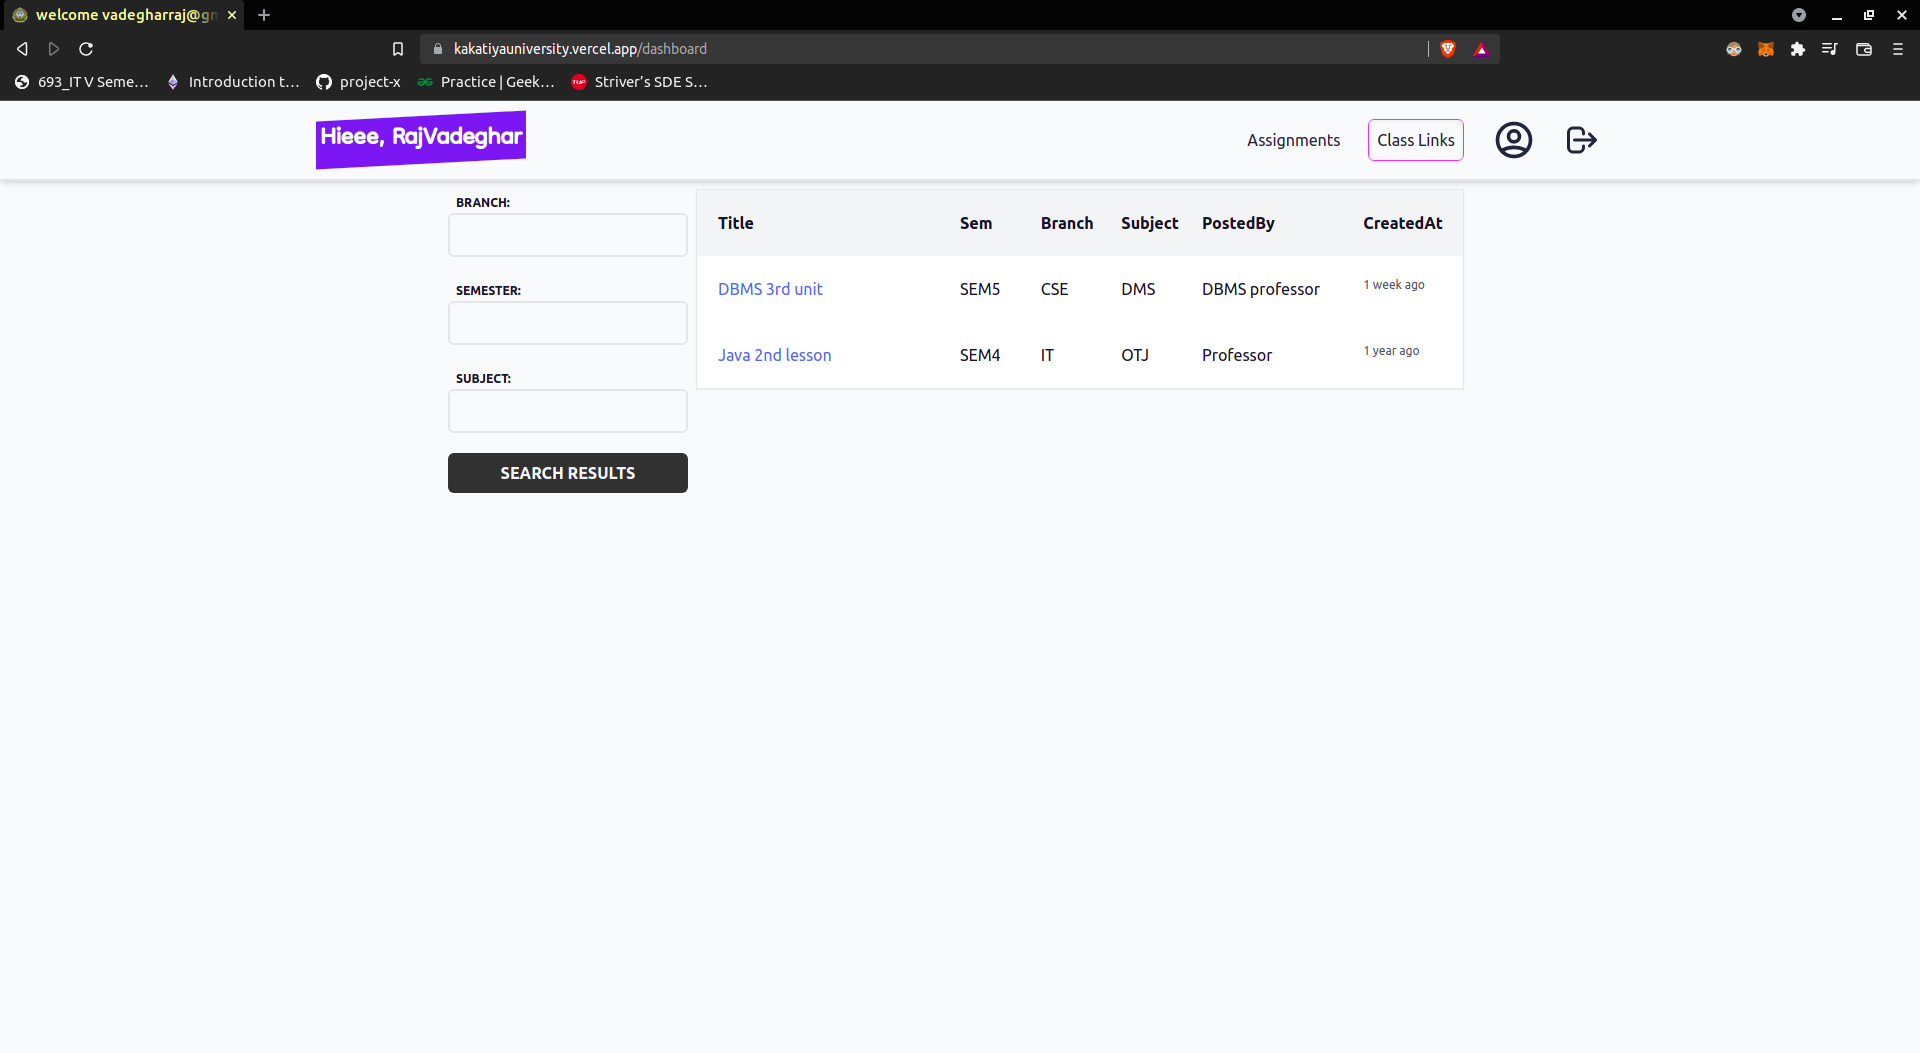 welcome vadegharraj@gm
kakatiyauniversity.vercel.app/dashboard
693_IT V Seme...
Introduction t...
project-x
Practice | Geek...
Striver's SDE S...
Hieee, RajVadeghar
Assignments
Class Links
BRANCH:
SEMESTER:
SUBJECT:
SEARCH RESULTS
Title Sem Branch Subject PostedBy CreatedAt
DBMS 3rd unit SEM5 CSE DMS DBMS professor 1 week ago
Java 2nd lesson SEM4 IT OTJ Professor 1 year ago